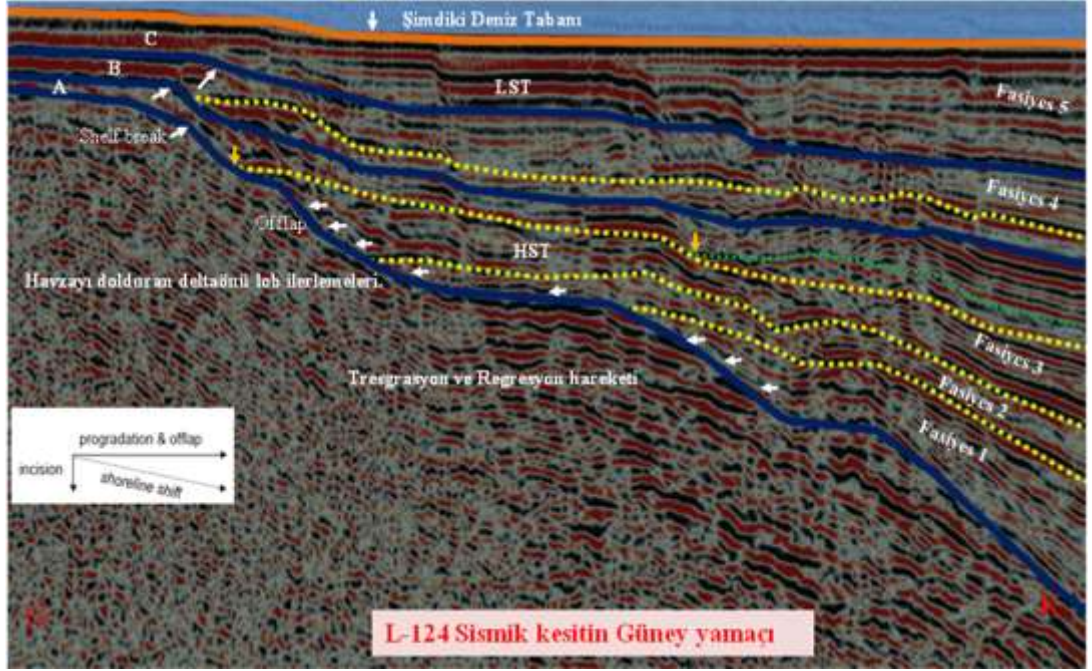 Şimdiki Deniz Tabanı
C
B
A
LST
Fasiyes 5
Shelf break
Fasiyes 4
Offlap
HST
Havzayı dolduran deltaönü lob ilerlemeleri.
Fasiyes 3
Tresgrasyon ve Regresyon hareketi
Fasiyes 2
Fasiyes 1
progradation & offlap
incision
shoreline shift
L-124 Sismik kesitin Güney yamaçı